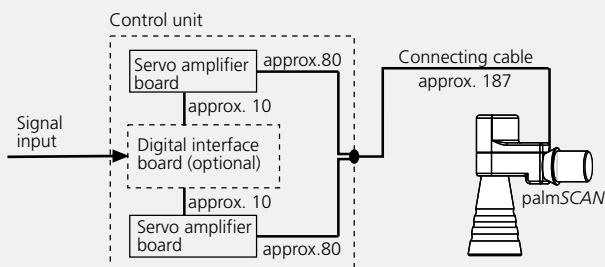 Control unit
Servo amplifier
board
approx.80
approx. 10
Signal
input
Digital interface
board (optional)
approx. 10
Servo amplifier
board
approx.80
Connecting cable
approx. 187
palmSCAN